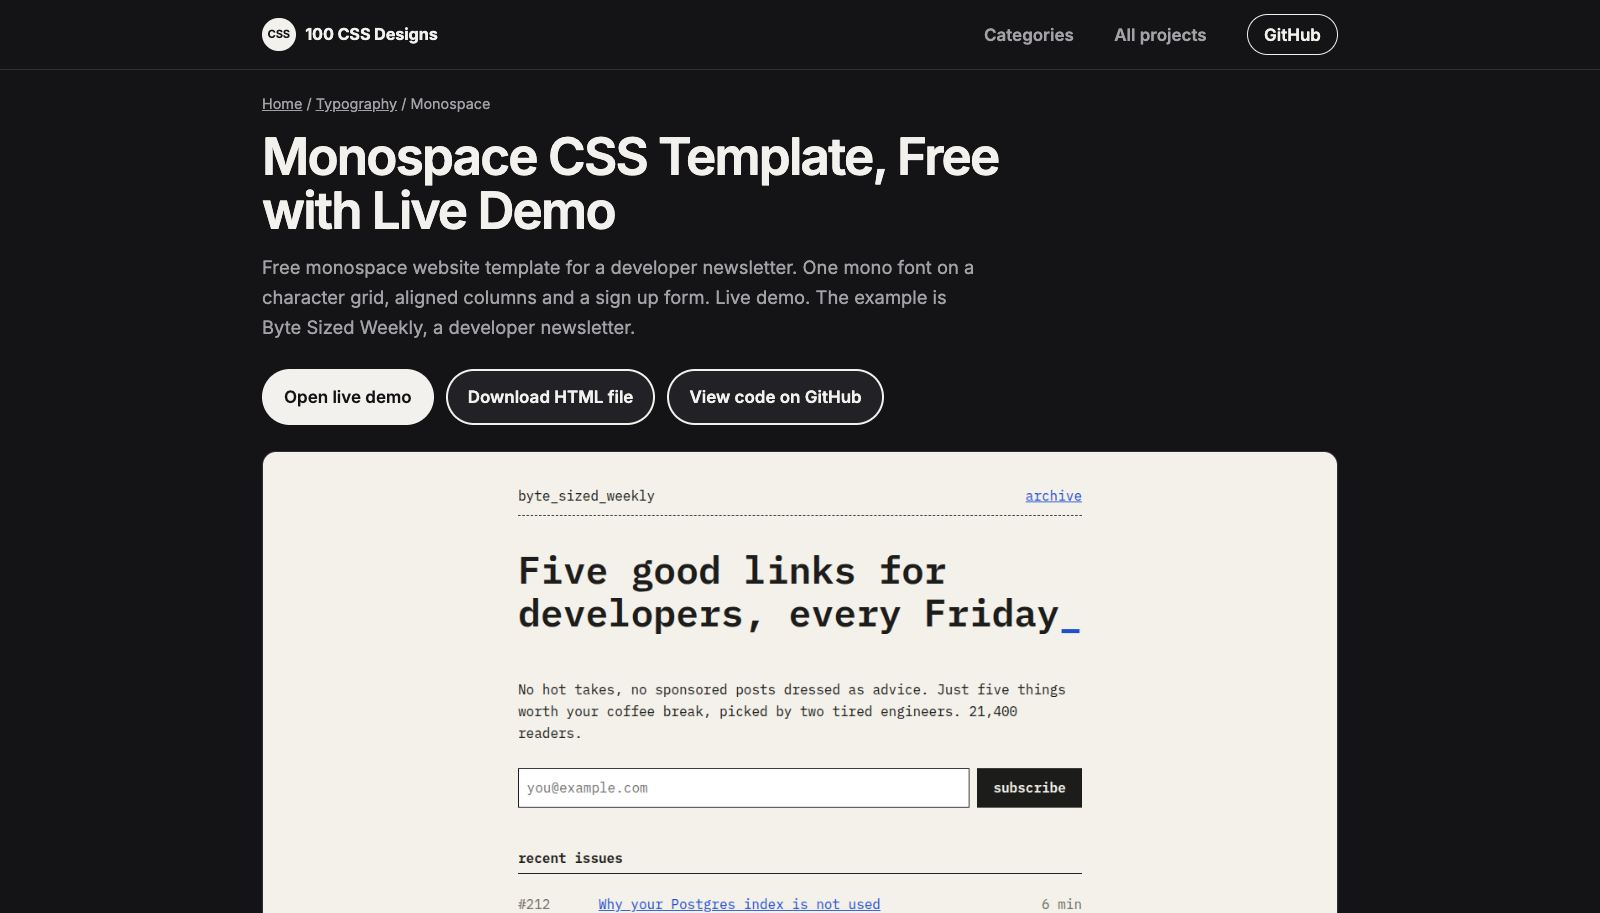 CSS 100 CSS Designs
Categories
All projects
GitHub
Home / Typography / Monospace
Monospace CSS Template, Free
with Live Demo
Free monospace website template for a developer newsletter. One mono font on a
character grid, aligned columns and a sign up form. Live demo. The example is
Byte Sized Weekly, a developer newsletter.
Open live demo
Download HTML file
View code on GitHub
byte_sized_weekly
archive
Five good links for
developers, every Friday_
No hot takes, no sponsored posts dressed as advice. Just five things
worth your coffee break, picked by two tired engineers. 21,400
readers.
you@example.com
subscribe
recent issues
#212 Why your Postgres index is not used 6 min